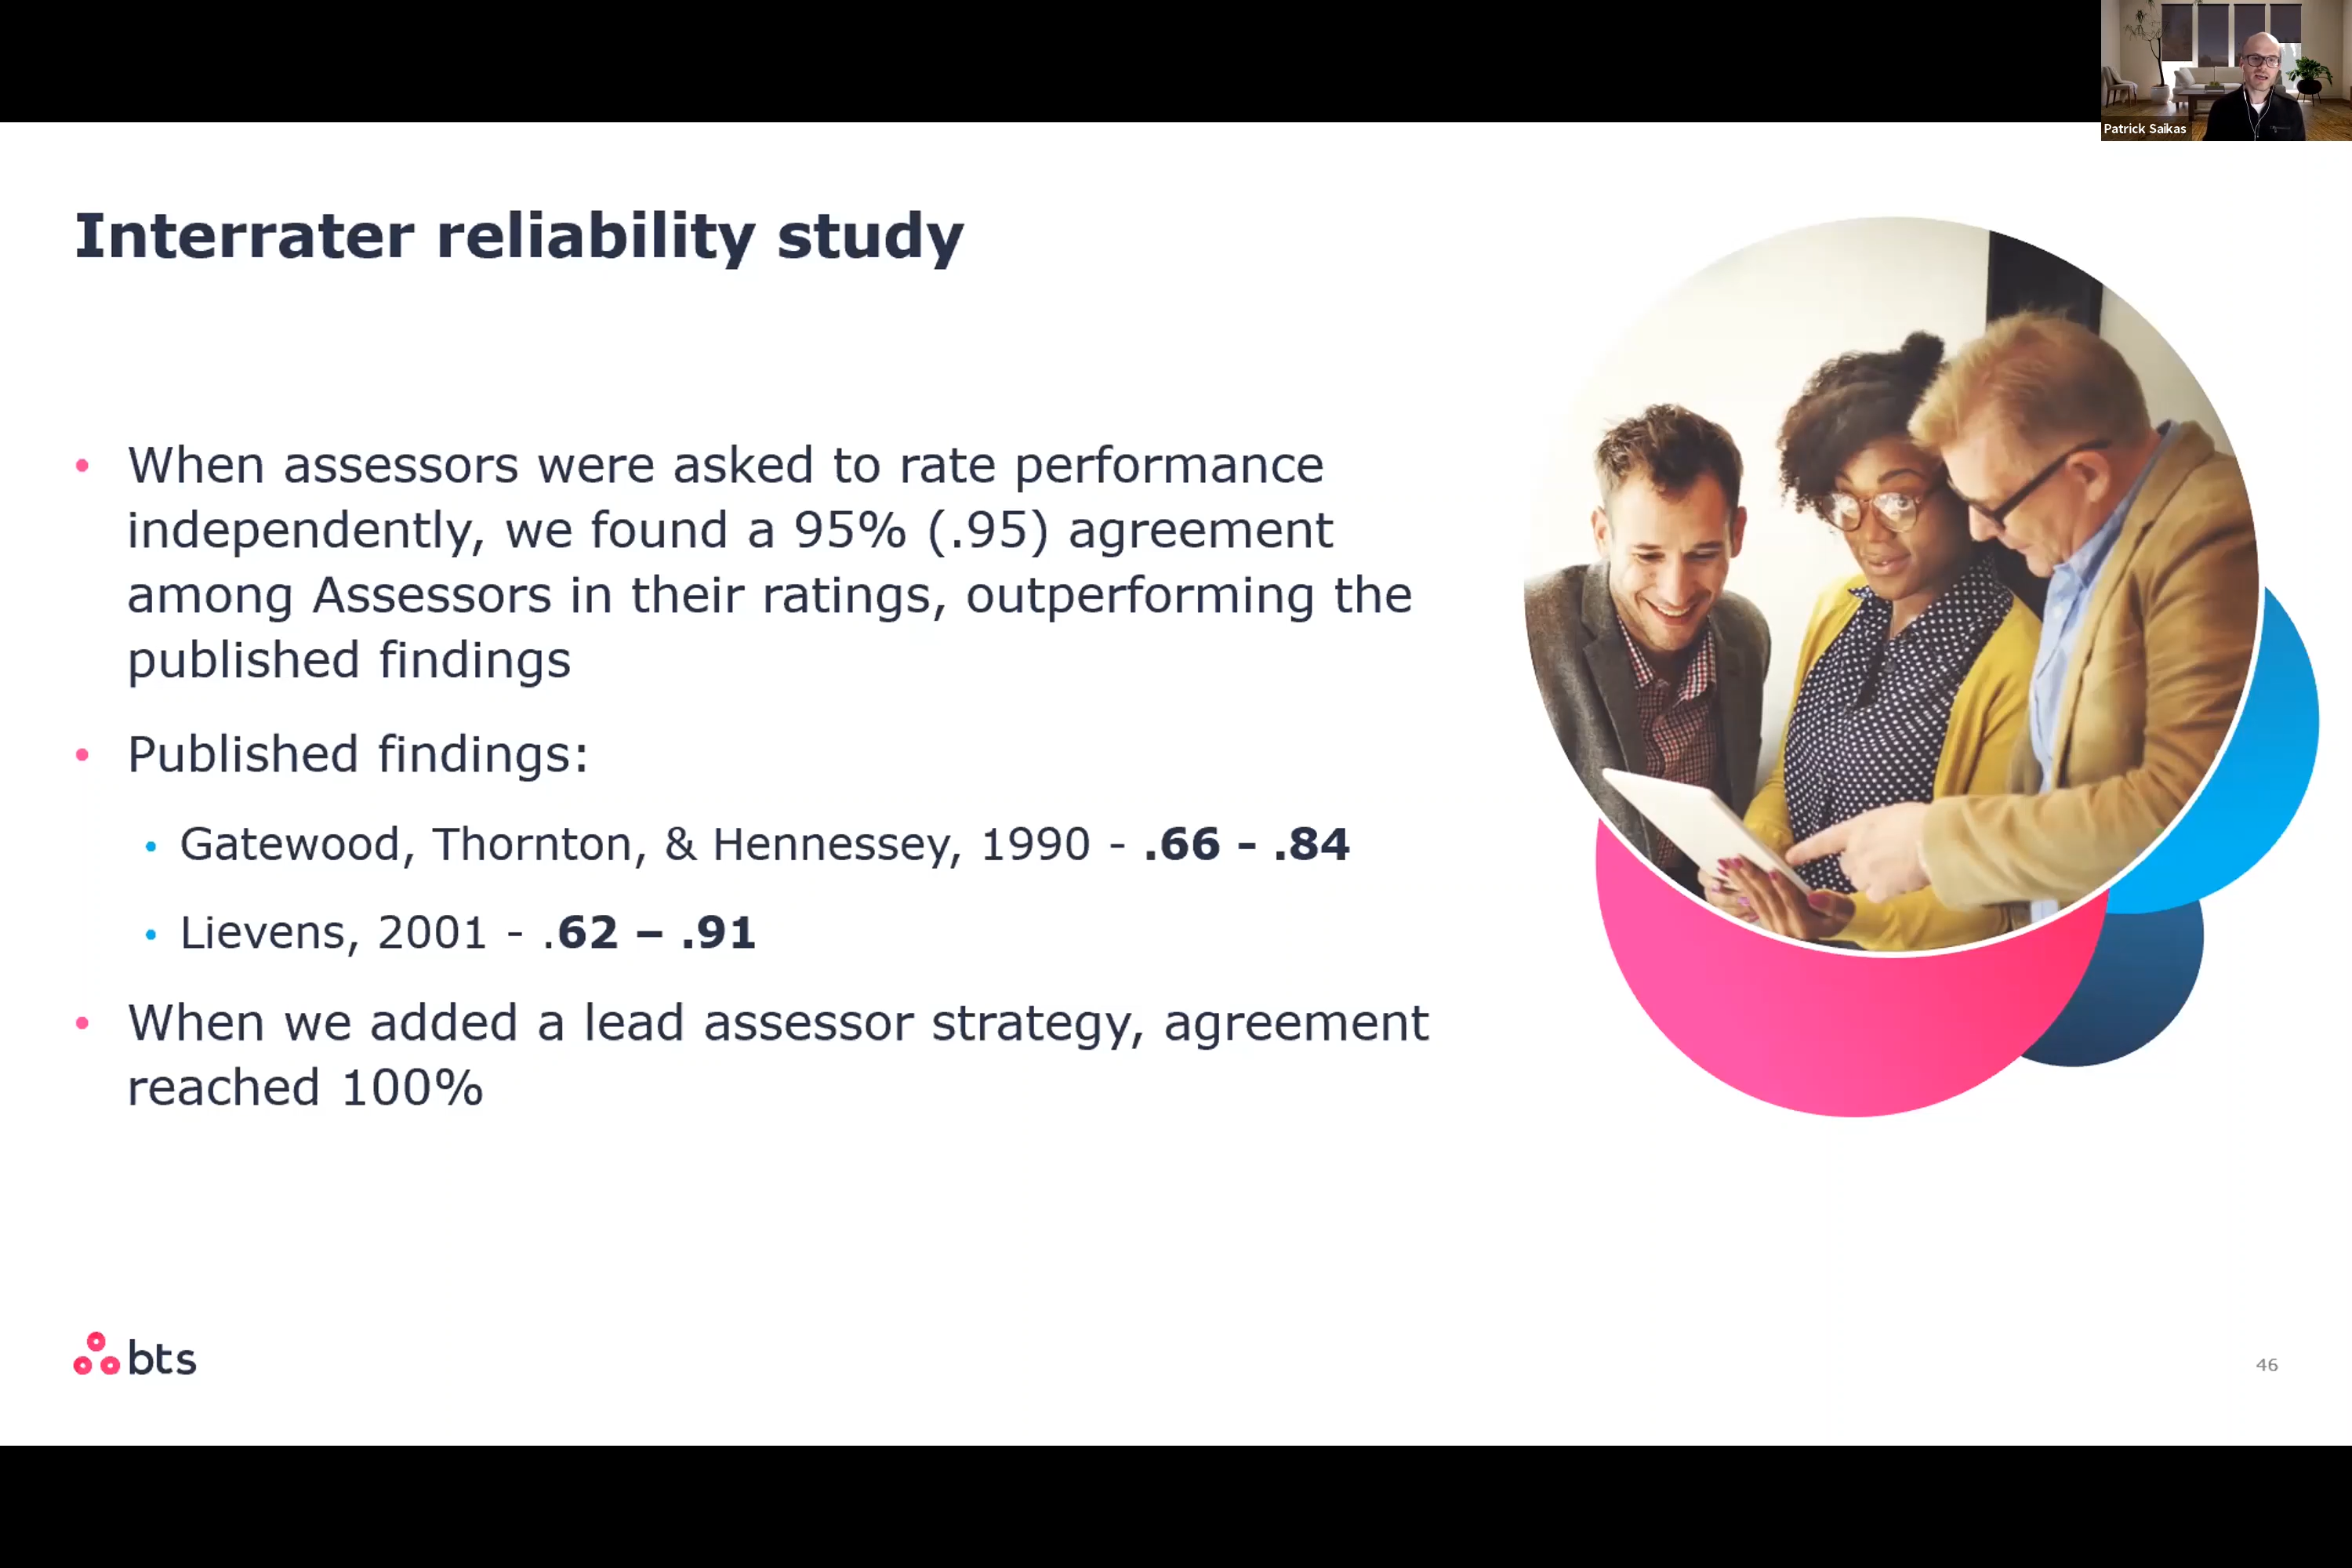 Patrick Saikas
Interrater reliability study
• When assessors were asked to rate performance
independently, we found a 95% (.95) agreement
among Assessors in their ratings, outperforming the
published findings
• Published findings:
• Gatewood, Thornton, & Hennessey, 1990 - .66 - .84
• Lievens, 2001 - .62 – .91
• When we added a lead assessor strategy, agreement
reached 100%
bts
46